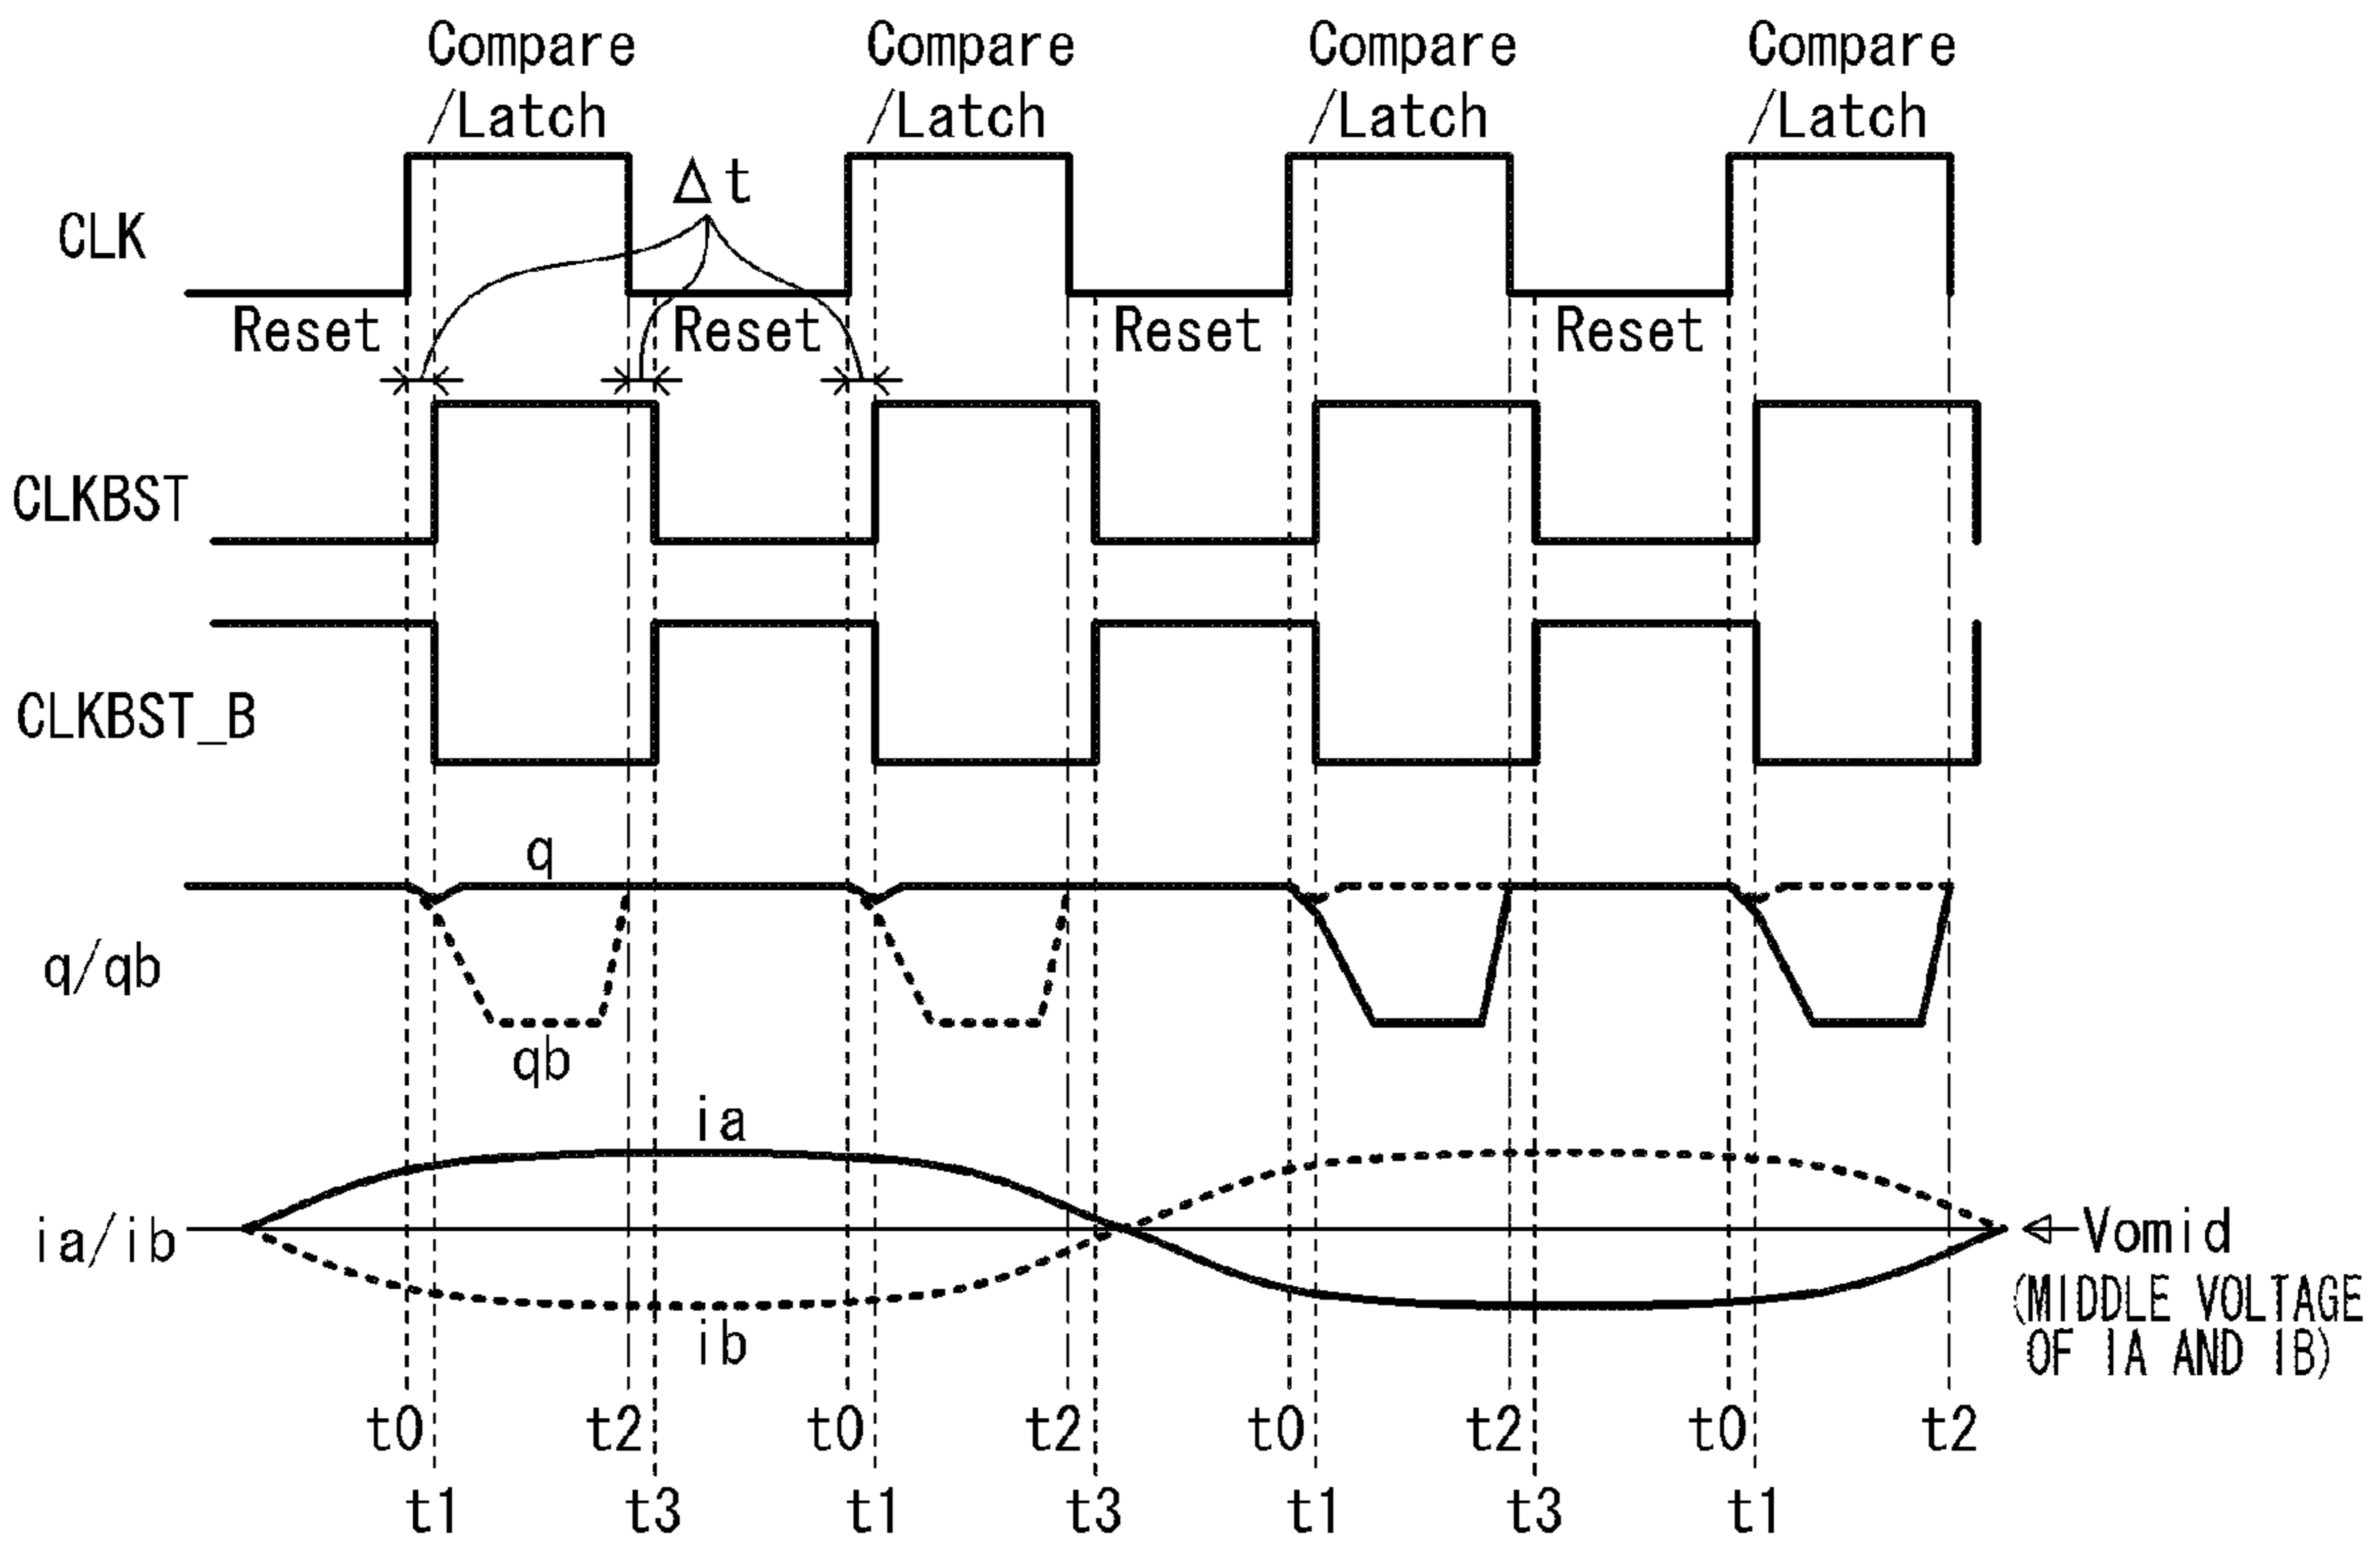 Compare Compare Compare Compare
/Latch /Latch /Latch /Latch
Δt
CLK
Reset Reset Reset Reset
CLKBST
CLKBST_B
q
q/qb
qb
ia
ia/ib
Vomid
(MIDDLE VOLTAGE
OF IA AND IB)
ib
t0 t2 t0 t2 t0 t2 t0 t2
t1 t3 t1 t3 t1 t3 t1